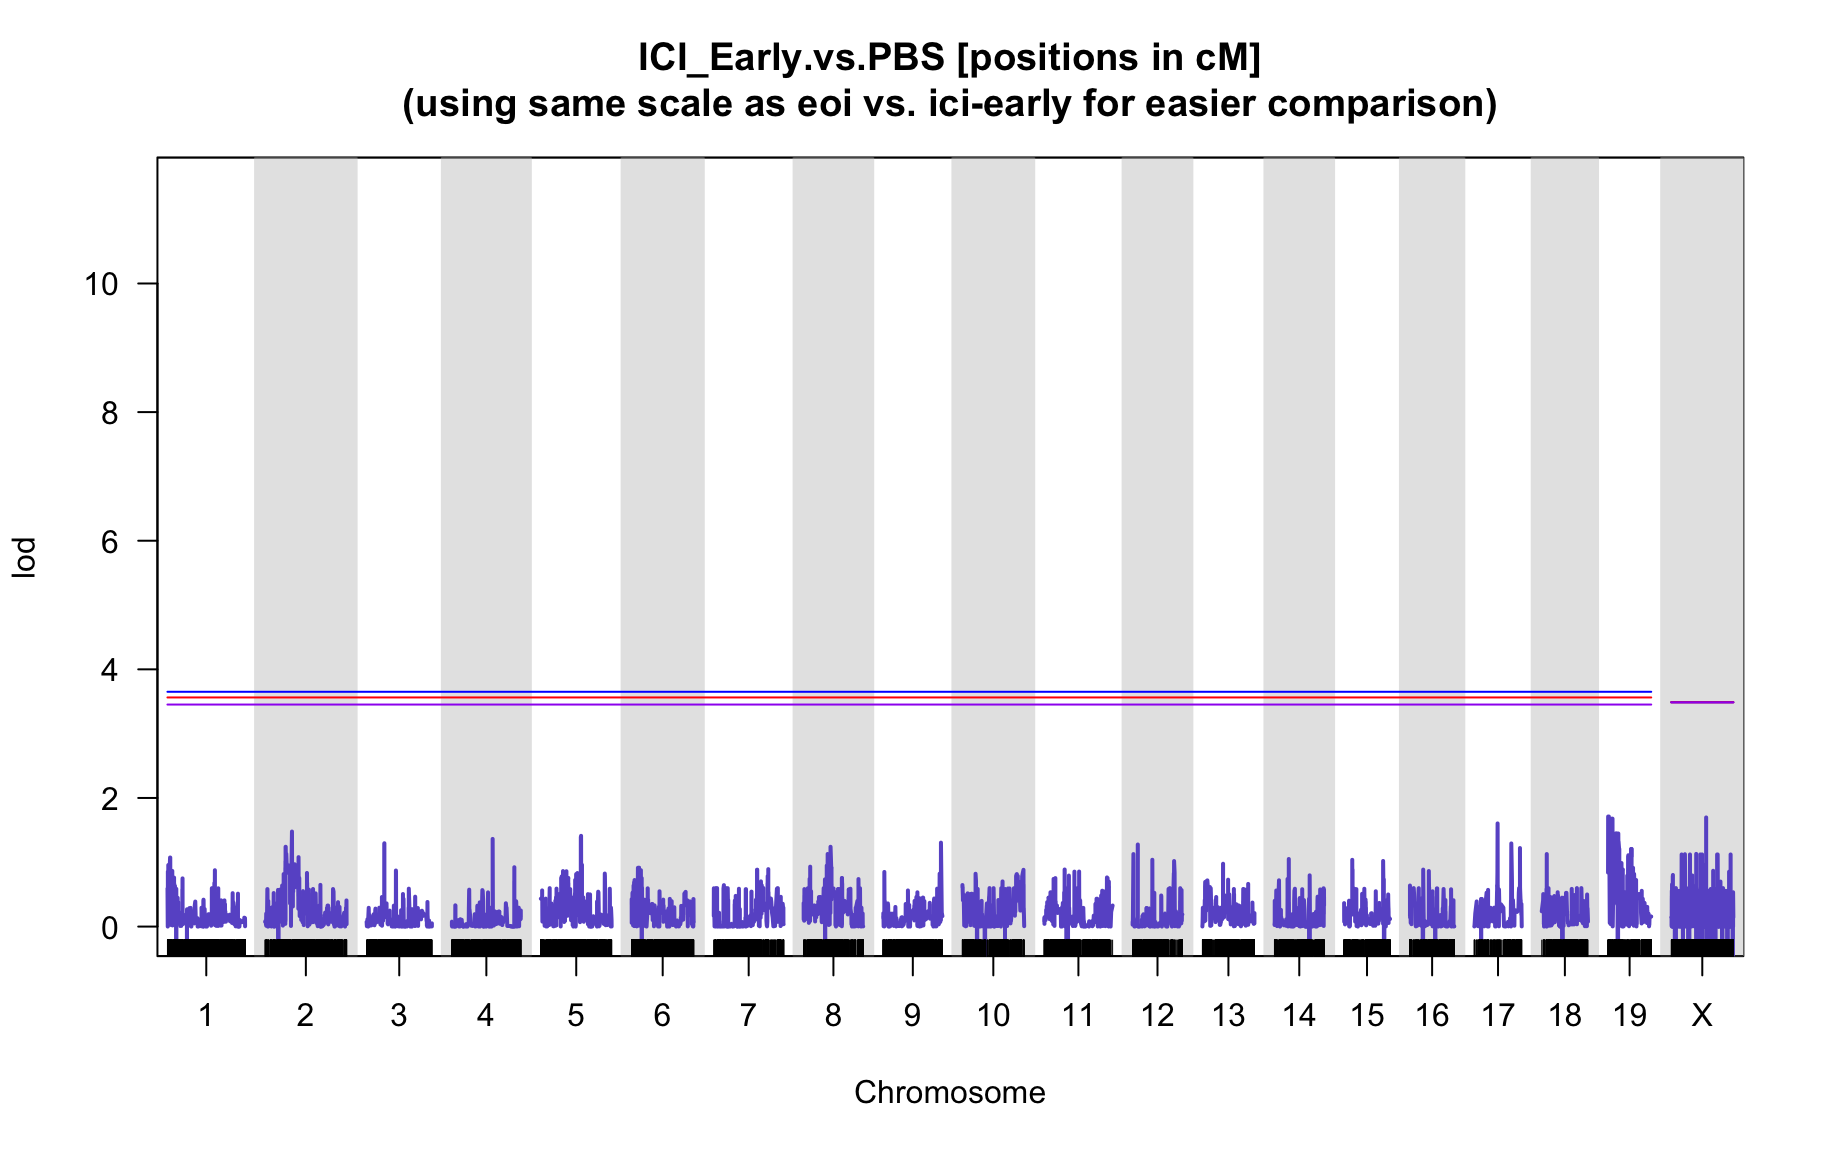 ICI_Early.vs.PBS [positions in cM]
(using same scale as eoi vs. ici-early for easier comparison)
10
8
6
4
2
0
lod
1 2 3 4 5 6 7 8 9 10 11 12 13 14 15 16 17 18 19 X
Chromosome